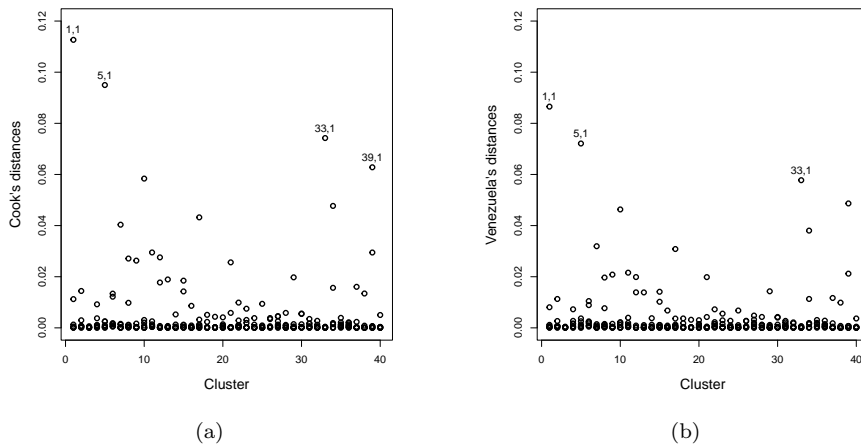 0.00 0.02 0.04 0.06 0.08 0.10 0.12
Cook's distances
1,1
5,1
33,1
39,1
0 10 20 30 40
Cluster
(a)
0.00 0.02 0.04 0.06 0.08 0.10 0.12
Venezuela's distances
1,1
5,1
33,1
0 10 20 30 40
Cluster
(b)